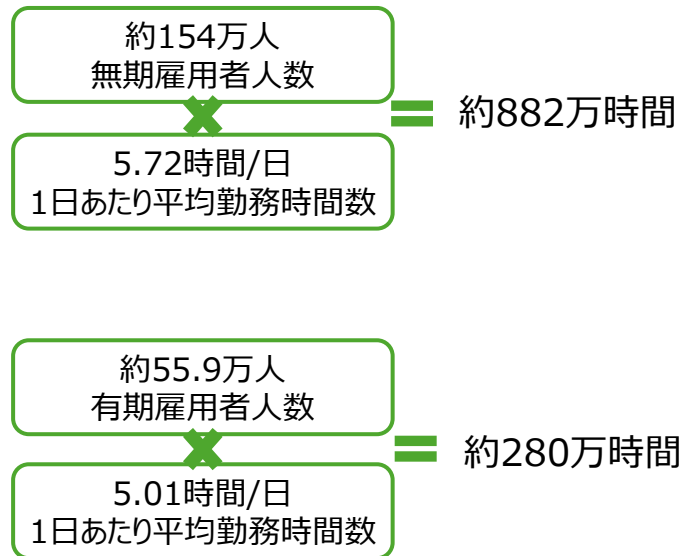 約154万人
無期雇用者人数
×
5.72時間/日
1日あたり平均勤務時間数
= 約882万時間
約55.9万人
有期雇用者人数
×
5.01時間/日
1日あたり平均勤務時間数
= 約280万時間